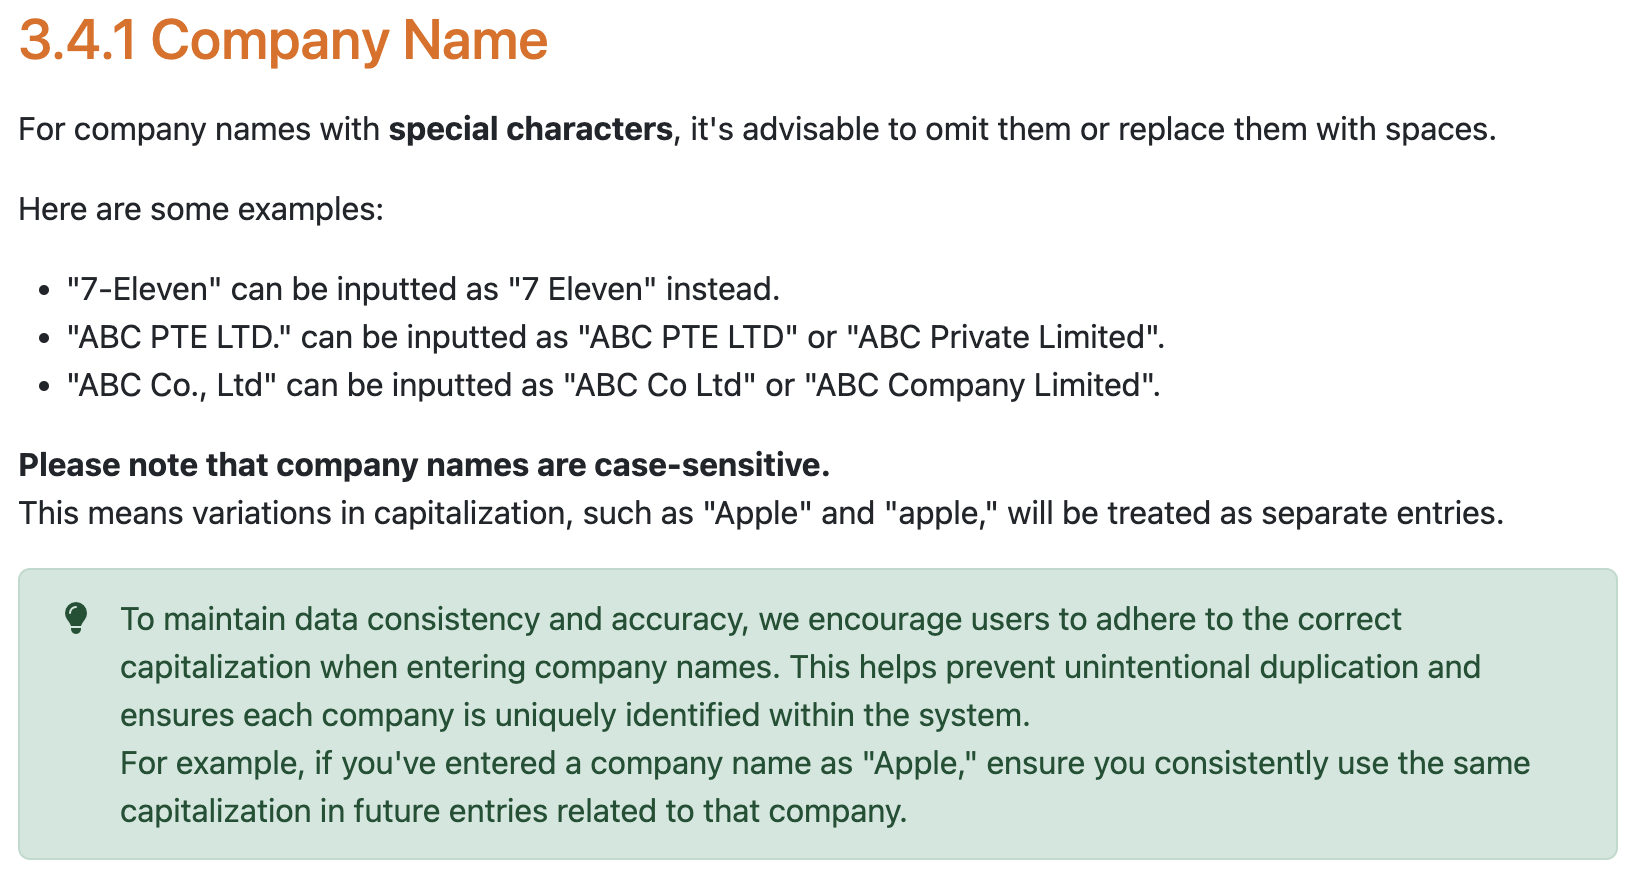 3.4.1 Company Name
For company names with special characters, it's advisable to omit them or replace them with spaces.
Here are some examples:
• "7-Eleven" can be inputted as "7 Eleven" instead.
• "ABC PTE LTD." can be inputted as "ABC PTE LTD" or "ABC Private Limited".
• "ABC Co., Ltd" can be inputted as "ABC Co Ltd" or "ABC Company Limited".
Please note that company names are case-sensitive.
This means variations in capitalization, such as "Apple" and "apple," will be treated as separate entries.
To maintain data consistency and accuracy, we encourage users to adhere to the correct
capitalization when entering company names. This helps prevent unintentional duplication and
ensures each company is uniquely identified within the system.
For example, if you've entered a company name as "Apple," ensure you consistently use the same
capitalization in future entries related to that company.